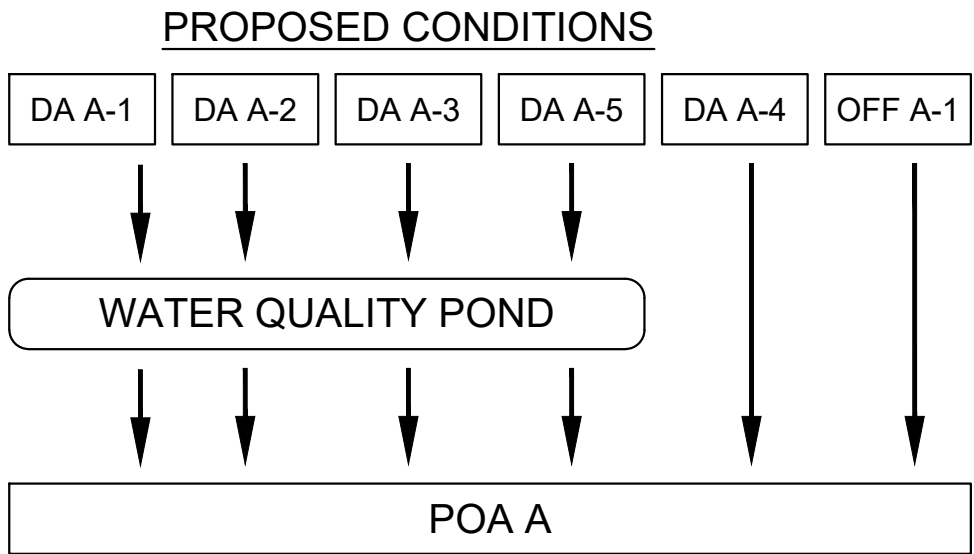 PROPOSED CONDITIONS
DA A-1 DA A-2 DA A-3 DA A-5 DA A-4 OFF A-1
WATER QUALITY POND
POA A